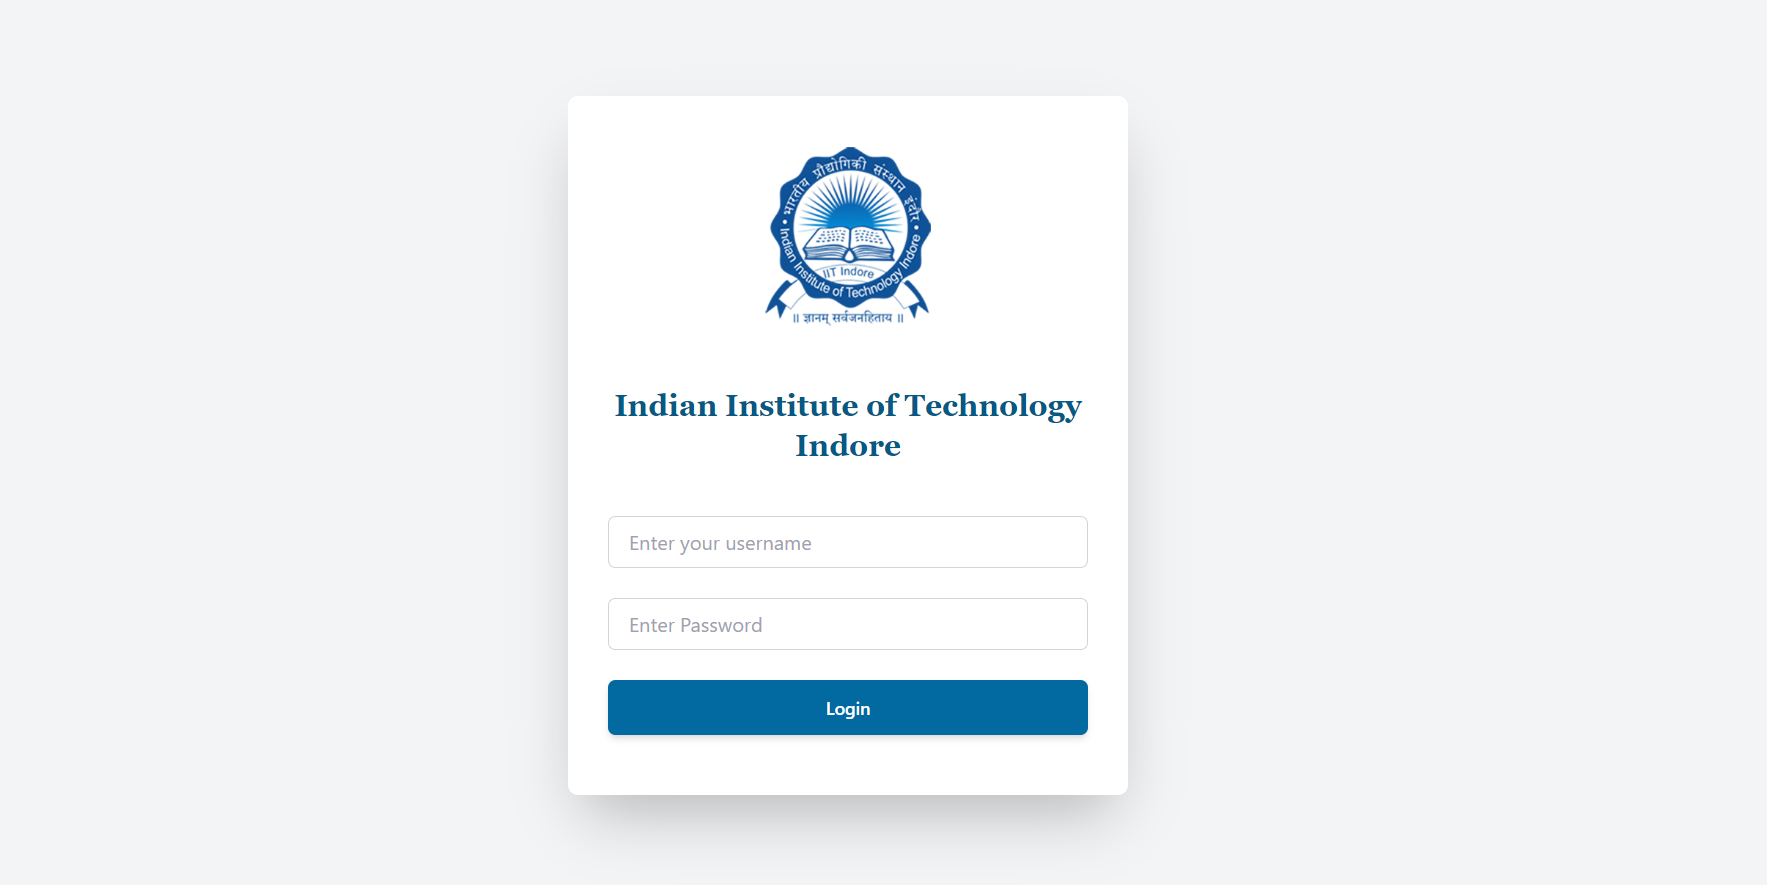 • भारतीय प्रौद्योगिकी संस्थान इंदौर •
Indian Institute of Technology Indore
IIT Indore
॥ ज्ञानम् सर्वजनहिताय ॥
Indian Institute of Technology
Indore
Enter your username
Enter Password
Login